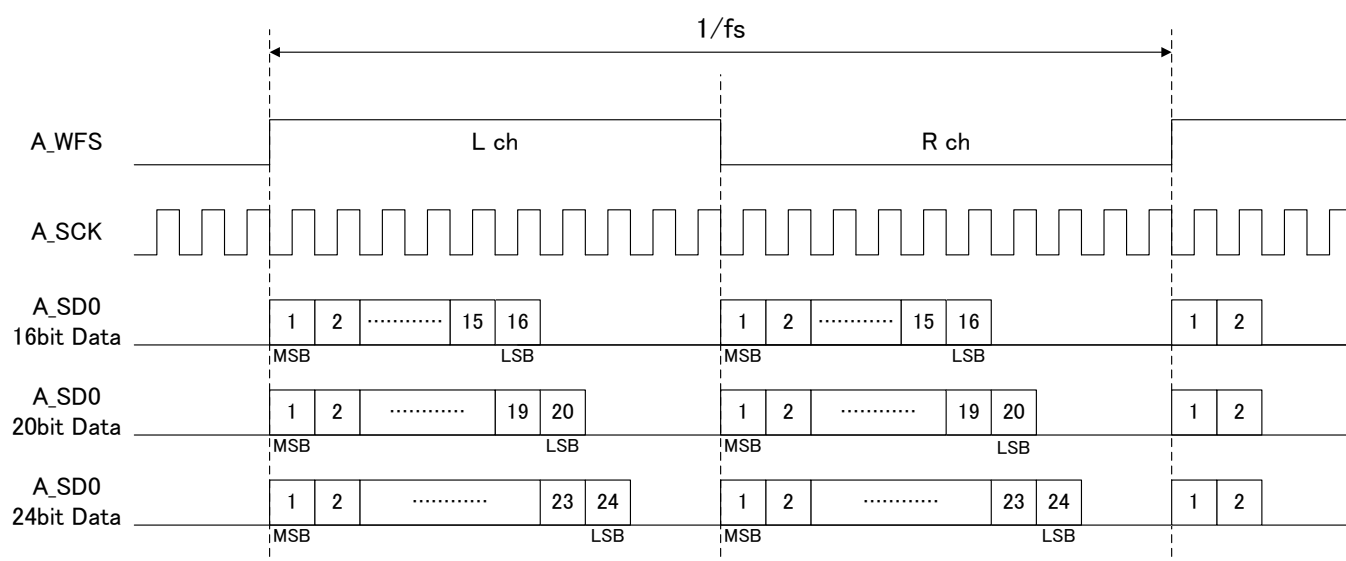 1/fs
A_WFS L ch R ch
A_SCK
A_SD0
16bit Data
1 2 ………… 15 16 1 2 ………… 15 16 1 2
MSB LSB MSB LSB
A_SD0
20bit Data
1 2 ………… 19 20 1 2 ………… 19 20 1 2
MSB LSB MSB LSB
A_SD0
24bit Data
1 2 ………… 23 24 1 2 ………… 23 24 1 2
MSB LSB MSB LSB